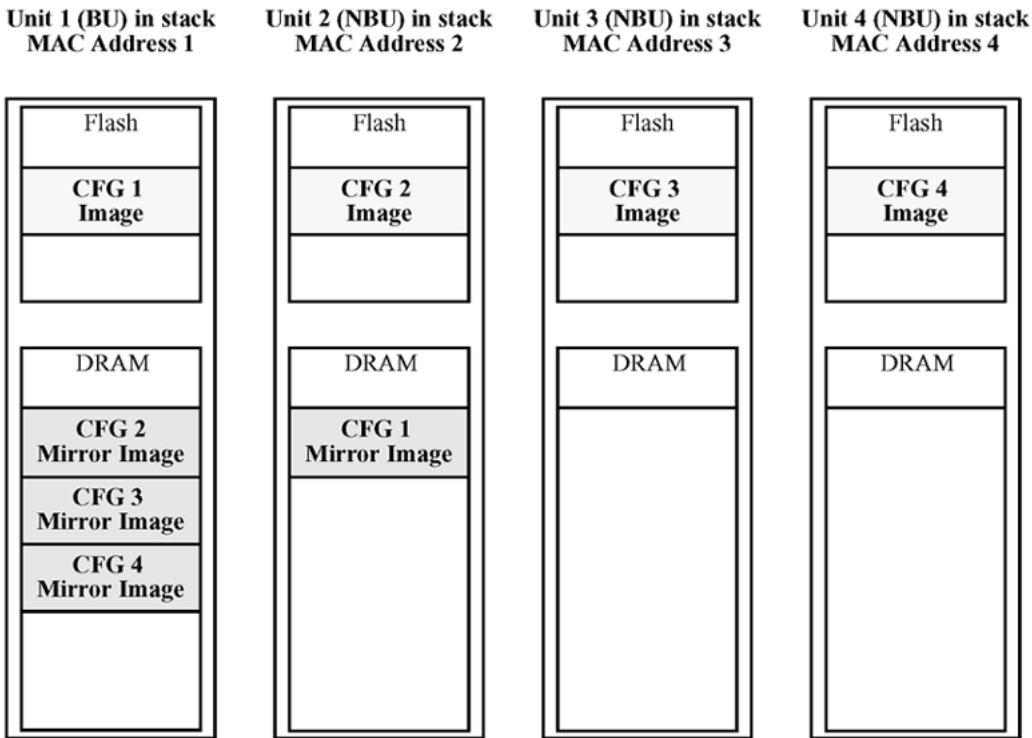 Unit 1 (BU) in stack
MAC Address 1
Unit 2 (NBU) in stack
MAC Address 2
Unit 3 (NBU) in stack
MAC Address 3
Unit 4 (NBU) in stack
MAC Address 4
Flash
CFG 1
Image
Flash
CFG 2
Image
Flash
CFG 3
Image
Flash
CFG 4
Image
DRAM
CFG 2
Mirror Image
CFG 3
Mirror Image
CFG 4
Mirror Image
DRAM
CFG 1
Mirror Image
DRAM
DRAM